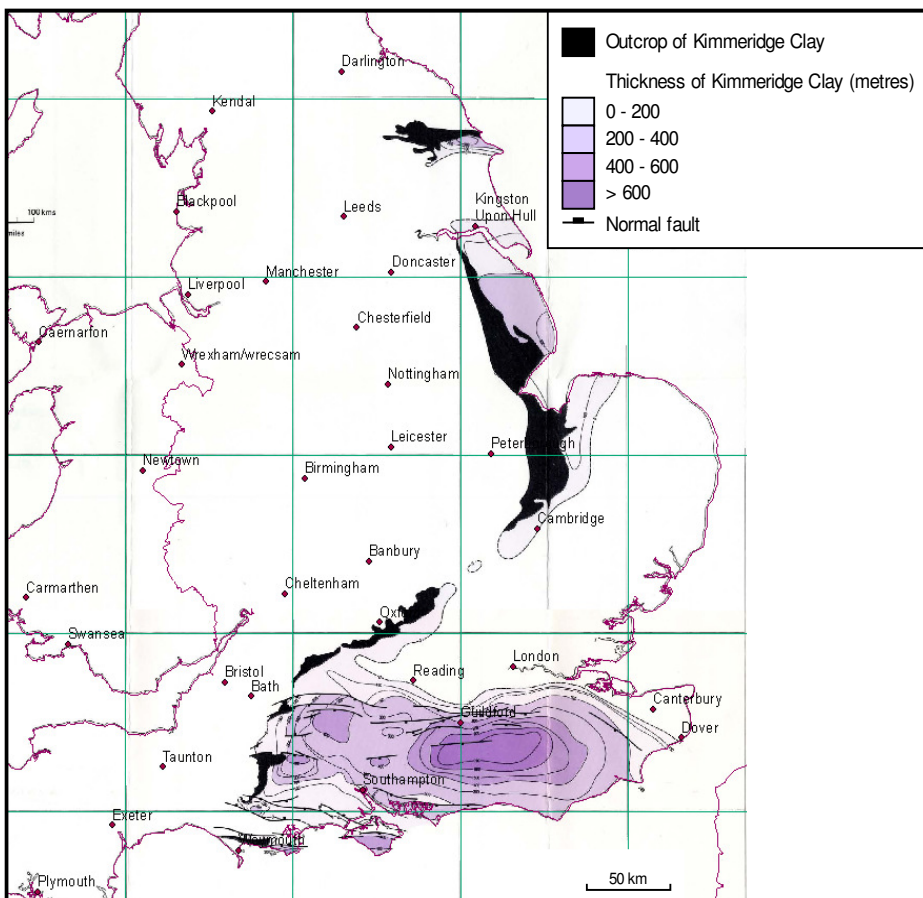 Outcrop of Kimmeridge Clay
Thickness of Kimmeridge Clay (metres)
0 - 200
200 - 400
400 - 600
> 600
Normal fault
Darlington
Kendal
Blackpool
Leeds
Kingston
Upon Hull
100 kms
miles
Doncaster
Manchester
Liverpool
Chesterfield
Caernarfon
Wrexham/wrecsam
Nottingham
Leicester
Peterborough
Newtown
Birmingham
Cambridge
Banbury
Cheltenham
Carmarthen
Oxford
Swansea
London
Reading
Bristol
Bath
Canterbury
Guildford
Dover
Taunton
Southampton
Exeter
Weymouth
Plymouth
50 km